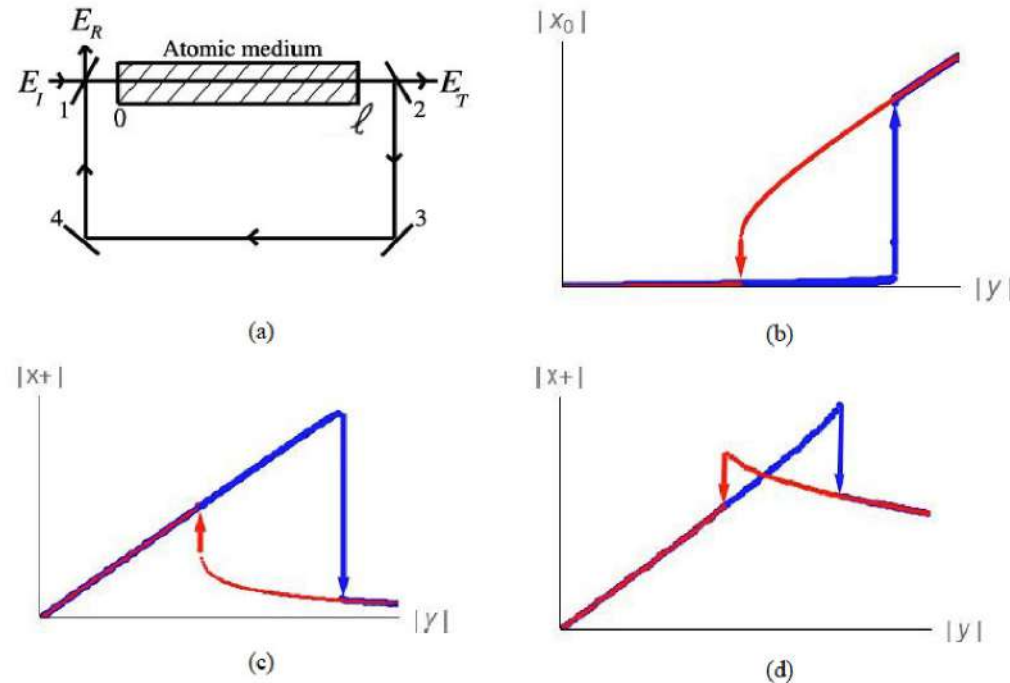 (a)
E_R
Atomic medium
E_I
1
0
ℓ
2
E_T
4
3
|x_0|
|y|
(b)
|x+|
|y|
(c)
|x+|
|y|
(d)